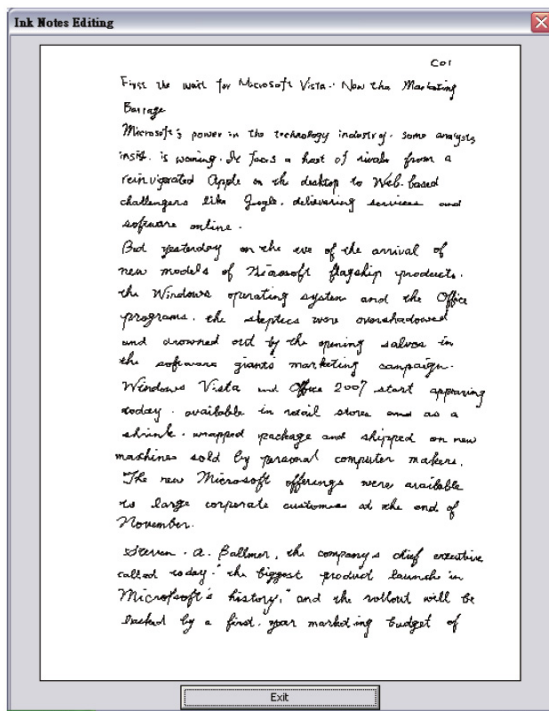 Ink Notes Editing
C01
First the wait for Microsoft Vista. Now the Marketing
Barrage
Microsoft's power in the technology industry. some analysts
insist. is waning. It faces a host of rivals from a
reinvigorated Apple on the desktop to Web. based
challengers like Google. delivering services and
software online.
But yesterday on the eve of the arrival of
new models of Microsoft flagship products.
the Windows operating system and the Office
programs. the skeptics were overshadowed
and drowned out by the opening salvos in
the software giants marketing campaign.
Windows Vista and Office 2007 start appearing
today. available in retail stores and as a
shrink. wrapped package and shipped on new
machines sold by personal computer makers.
The new Microsoft offerings were available
to large corporate customers at the end of
November.
Steven. A. Ballmer, the company's chief executive
called today. "the biggest product launch in
Microfsoft's history," and the rollout will be
backed by a first. year marketing budget of
Exit